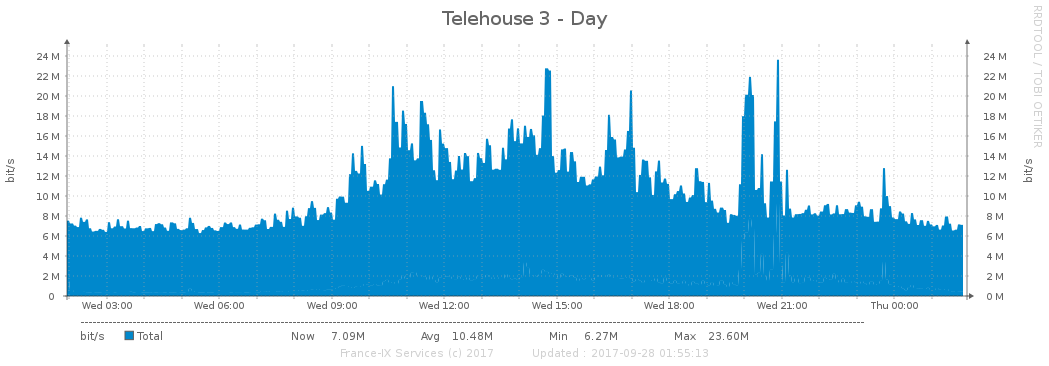 Telehouse 3 - Day
RRDTOOL / TOBI OETIKER
bit/s
bit/s
24 M 24 M
22 M 22 M
20 M 20 M
18 M 18 M
16 M 16 M
14 M 14 M
12 M 12 M
10 M 10 M
8 M 8 M
6 M 6 M
4 M 4 M
2 M 2 M
0 0 M
Wed 03:00 Wed 06:00 Wed 09:00 Wed 12:00 Wed 15:00 Wed 18:00 Wed 21:00 Thu 00:00
bit/s Total Now 7.09M Avg 10.48M Min 6.27M Max 23.60M
France-IX Services (c) 2017 Updated : 2017-09-28 01:55:13